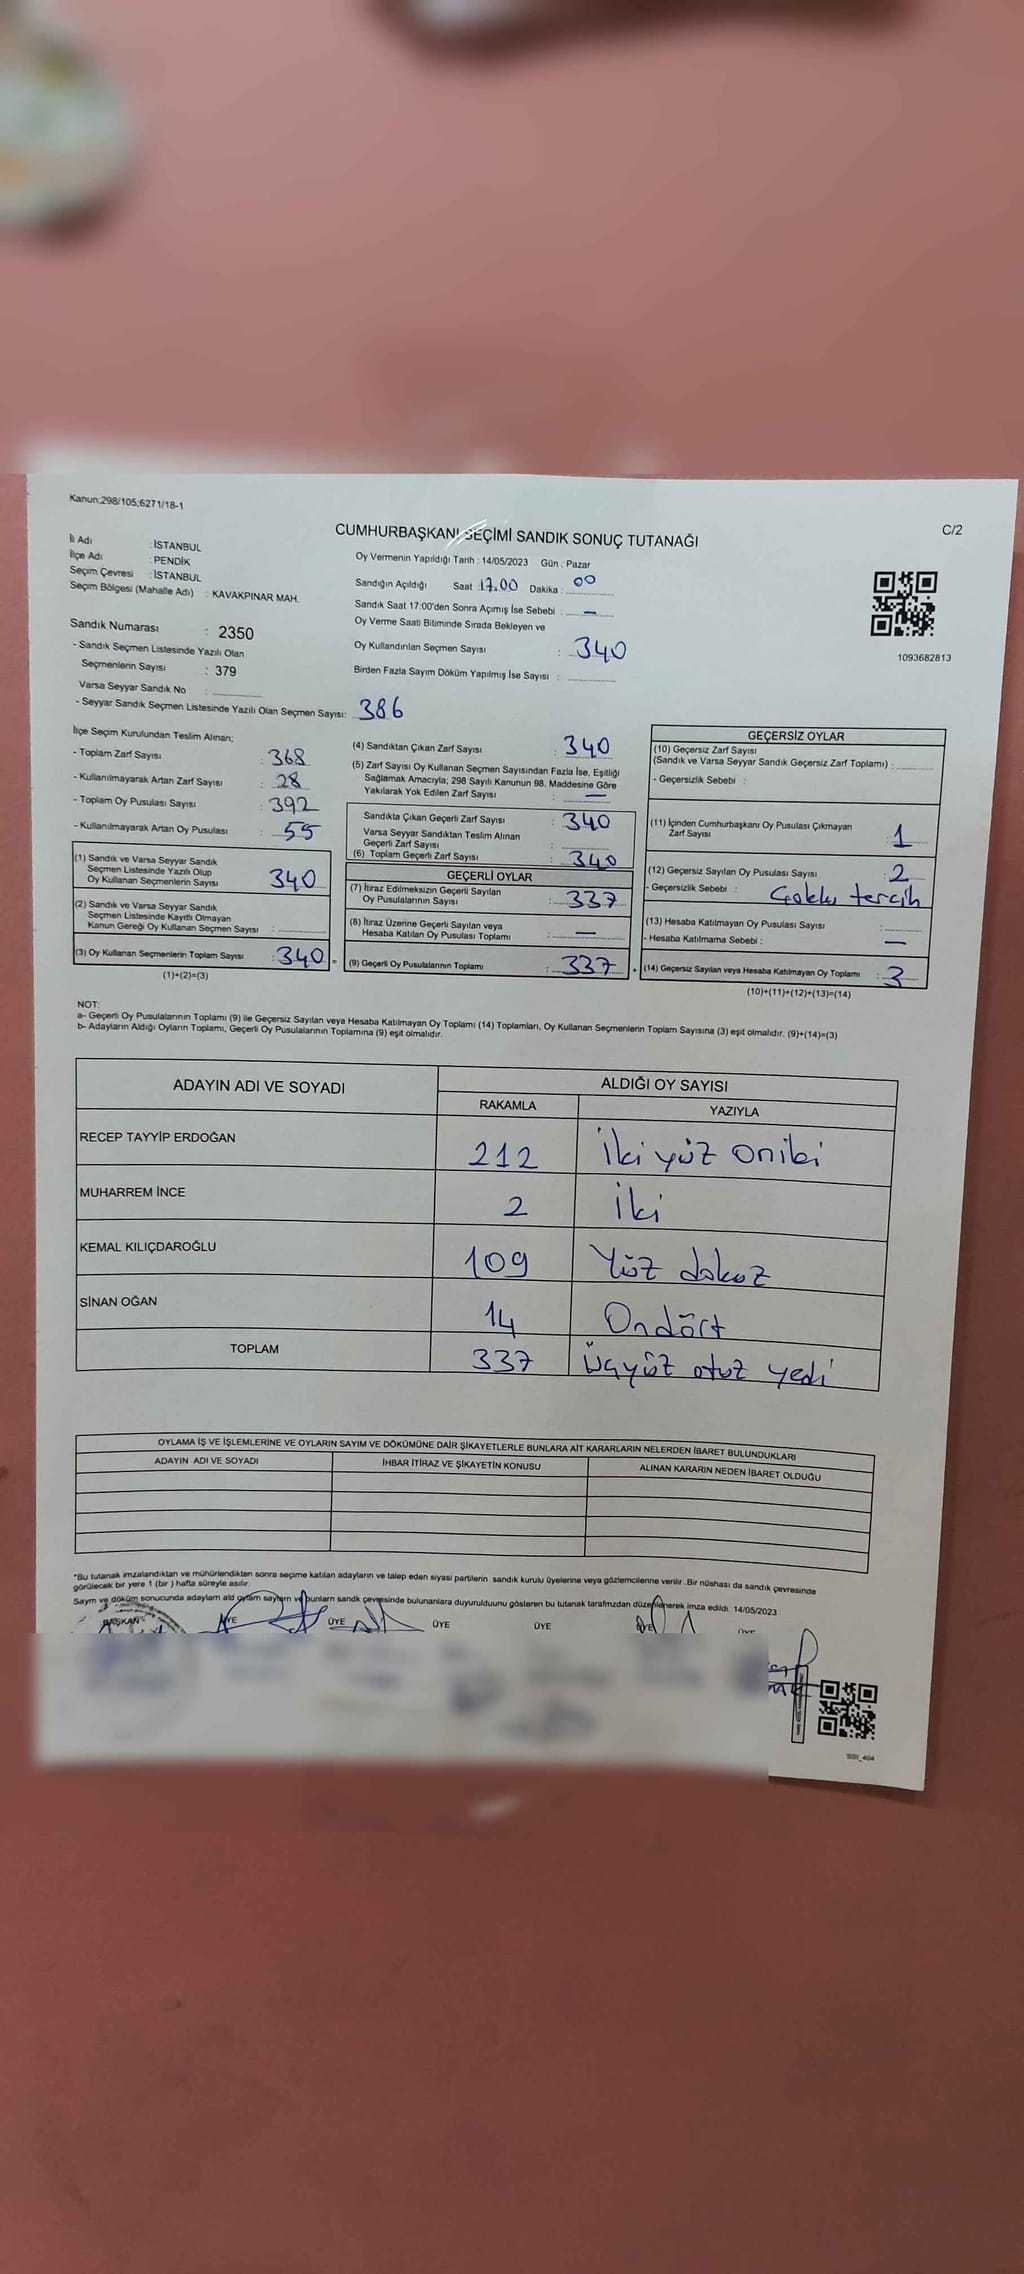 Kanun;298/105;6271/18-1
CUMHURBAŞKANI SEÇİMİ SANDIK SONUÇ TUTANAĞI
C/2
İl Adı : İSTANBUL
İlçe Adı : PENDİK
Seçim Çevresi : İSTANBUL
Seçim Bölgesi (Mahalle Adı) : KAVAKPINAR MAH.
Oy Vermenin Yapıldığı Tarih : 14/05/2023 Gün : Pazar
Sandığın Açıldığı Saat : 17.00 Dakika : 00
Sandık Saat 17:00'den Sonra Açımış İse Sebebi : —
Oy Verme Saati Bitiminde Sırada Bekleyen ve
Oy Kullandırılan Seçmen Sayısı : 340
Birden Fazla Sayım Döküm Yapılmış İse Sayısı :
1093682813
Sandık Numarası : 2350
- Sandık Seçmen Listesinde Yazılı Olan
Seçmenlerin Sayısı : 379
Varsa Seyyar Sandık No :
- Seyyar Sandık Seçmen Listesinde Yazılı Olan Seçmen Sayısı: 386
İlçe Seçim Kurulundan Teslim Alınan;
- Toplam Zarf Sayısı : 368
- Kullanılmayarak Artan Zarf Sayısı : 28
- Toplam Oy Pusulası Sayısı : 392
- Kullanılmayarak Artan Oy Pusulası : 55
(1) Sandık ve Varsa Seyyar Sandık
Seçmen Listesinde Yazılı Olup
Oy Kullanan Seçmenlerin Sayısı : 340
(2) Sandık ve Varsa Seyyar Sandık
Seçmen Listesinde Kayıtlı Olmayan
Kanun Gereği Oy Kullanan Seçmen Sayısı :
(3) Oy Kullanan Seçmenlerin Toplam Sayısı : 340 =
(1)+(2)=(3)
(4) Sandıktan Çıkan Zarf Sayısı : 340
(5) Zarf Sayısı Oy Kullanan Seçmen Sayısından Fazla İse, Eşitliği
Sağlamak Amacıyla; 298 Sayılı Kanunun 98. Maddesine Göre
Yakılarak Yok Edilen Zarf Sayısı : —
Sandıkta Çıkan Geçerli Zarf Sayısı : 340
Varsa Seyyar Sandıktan Teslim Alınan
Geçerli Zarf Sayısı :
(6) Toplam Geçerli Zarf Sayısı : 340
GEÇERLİ OYLAR
(7) İtiraz Edilmeksizin Geçerli Sayılan
Oy Pusulalarının Sayısı : 337
(8) İtiraz Üzerine Geçerli Sayılan veya
Hesaba Katılan Oy Pusulası Toplamı : —
(9) Geçerli Oy Pusulalarının Toplamı : 337 +
GEÇERSİZ OYLAR
(10) Geçersiz Zarf Sayısı
(Sandık ve Varsa Seyyar Sandık Geçersiz Zarf Toplamı) :
- Geçersizlik Sebebi :
(11) İçinden Cumhurbaşkanı Oy Pusulası Çıkmayan
Zarf Sayısı : 1
(12) Geçersiz Sayılan Oy Pusulası Sayısı : 2
- Geçersizlik Sebebi : Çoklu tercih
(13) Hesaba Katılmayan Oy Pusulası Sayısı :
- Hesaba Katılmama Sebebi : —
(14) Geçersiz Sayılan veya Hesaba Katılmayan Oy Toplamı : 3
(10)+(11)+(12)+(13)=(14)
NOT:
a- Geçerli Oy Pusulalarının Toplamı (9) ile Geçersiz Sayılan veya Hesaba Katılmayan Oy Toplamı (14) Toplamları, Oy Kullanan Seçmenlerin Toplam Sayısına (3) eşit olmalıdır. (9)+(14)=(3)
b- Adayların Aldığı Oyların Toplamı, Geçerli Oy Pusulalarının Toplamına (9) eşit olmalıdır.
ADAYIN ADI VE SOYADI ALDIĞI OY SAYISI
RAKAMLA YAZIYLA
RECEP TAYYİP ERDOĞAN 212 İki yüz oniki
MUHARREM İNCE 2 İki
KEMAL KILIÇDAROĞLU 109 Yüz dokuz
SİNAN OĞAN 14 Ondört
TOPLAM 337 Üçyüz otuz yedi
OYLAMA İŞ VE İŞLEMLERİNE VE OYLARIN SAYIM VE DÖKÜMÜNE DAİR ŞİKAYETLERLE BUNLARA AİT KARARLARIN NELERDEN İBARET BULUNDUKLARI
ADAYIN ADI VE SOYADI İHBAR İTİRAZ VE ŞİKAYETİN KONUSU ALINAN KARARIN NEDEN İBARET OLDUĞU
*Bu tutanak imzalandıktan ve mühürlendikten sonra seçime katılan adayların ve talep eden siyasi partilerin sandık kurulu üyelerine veya gözlemcilerine verilir .Bir nüshası da sandık çevresinde
görülecek bir yere 1 (bir ) hafta süreyle asılır.
Sayım ve döküm sonucunda adayların ald oyların sayların ve bunların sandk çevresinde bulunanlara duyurulduunu gösteren bu tutanak tarafmzdan düzenlenerek imza edildi. 14/05/2023
BAŞKAN ÜYE ÜYE ÜYE ÜYE ÜYE ÜYE
SSI_404